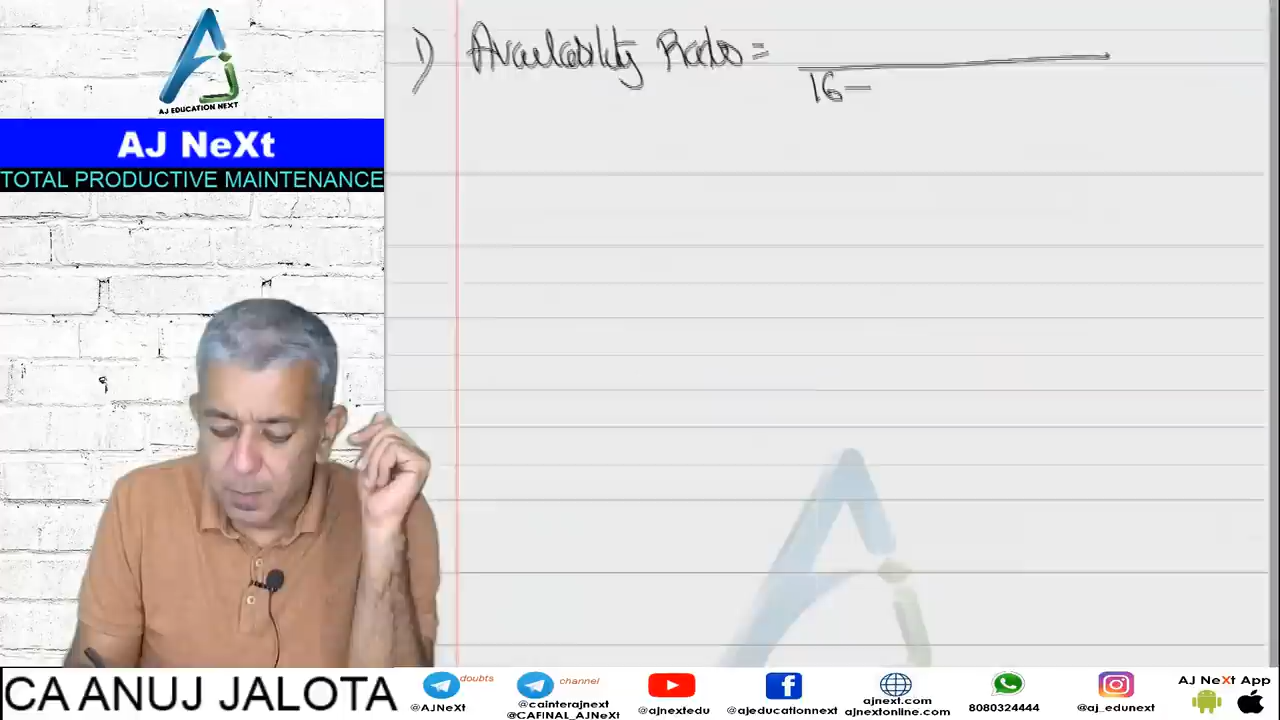 AJ EDUCATION NEXT
AJ NeXt
TOTAL PRODUCTIVE MAINTENANCE
1) Availability Ratio =
16 –
CA ANUJ JALOTA
doubts
@AJNeXt
channel
@cainterajnext
@CAFINAL_AJNeXt
@ajnextedu
@ajeducationnext
ajnext.com
ajnextonline.com
8080324444
@aj_edunext
AJ NeXt App